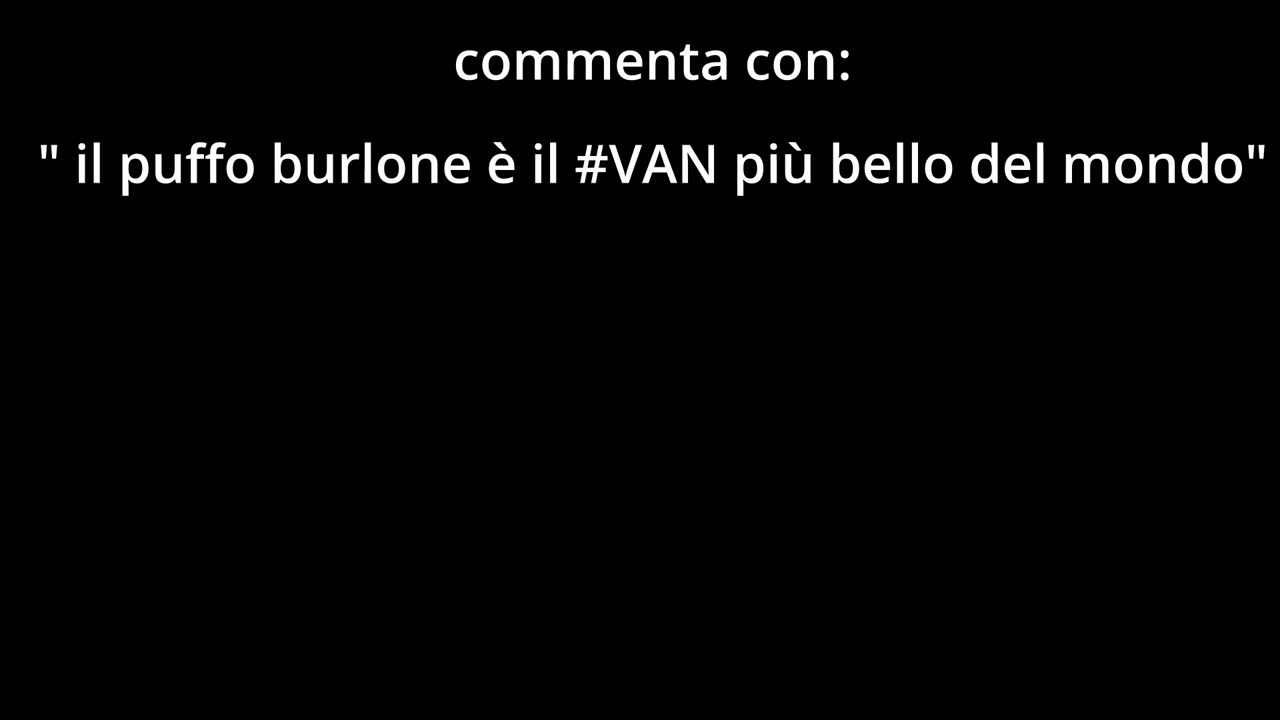 commenta con:
" il puffo burlone è il #VAN più bello del mondo"